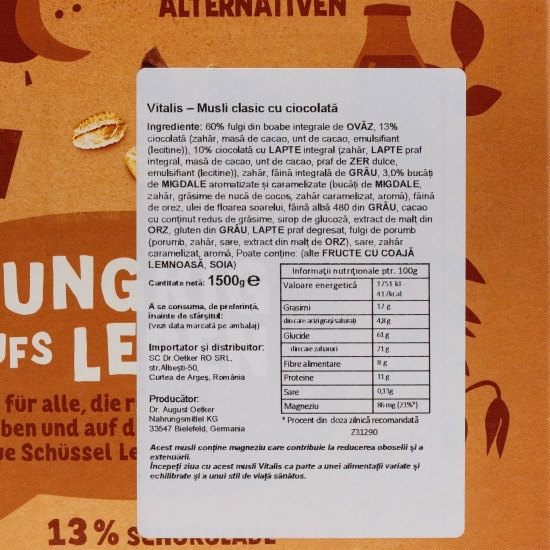 ALTERNATIVEN
Vitalis – Musli clasic cu ciocolată
Ingrediente: 60% fulgi din boabe integrale de OVĂZ, 13%
ciocolată (zahăr, masă de cacao, unt de cacao, emulsifiant
(lecitine)), 10% ciocolată cu LAPTE integral (zahăr, LAPTE praf
integral, masă de cacao, unt de cacao, praf de ZER dulce,
emulsifiant (lecitine)), zahăr, făină integrală de GRÂU, 3,0% bucăți
de MIGDALE aromatizate și caramelizate (bucăți de MIGDALE,
zahăr, grăsime de nucă de cocos, zahăr caramelizat, aromă), făină
de orez, ulei de floarea soarelui, făină albă 480 din GRÂU, cacao
cu conținut redus de grăsime, sirop de glucoză, extract de malț din
ORZ, gluten din GRÂU, LAPTE praf degresat, fulgi de porumb
(porumb, zahăr, sare, extract din malț de ORZ), sare, zahăr
caramelizat, aromă, Poate conține: (alte FRUCTE CU COAJĂ
LEMNOASĂ, SOIA)
Cantitate netă: 1500g e
A se consuma, de preferință,
înainte de sfârșitul:
(vezi data marcată pe ambalaj)
Importator și distribuitor:
SC Dr.Oetker RO SRL,
str.Albești-50,
Curtea de Argeș, România
Producător:
Dr. August Oetker
Nahrungsmittel KG
33547 Bielefeld, Germania
Informații nutriționale ptr. 100g
Valoare energetică 1751 kJ -
417kcal
Grasimi 12 g
din care acizi grași saturați 4,8 g
Glucide 61 g
din care zaharuri 21 g
Fibre alimentare 8 g
Proteine 11 g
Sare 0,13g
Magneziu 86 mg (23%*)
* Procent din doza zilnică recomandată
Z31290
Acest musli conține magneziu care contribuie la reducerea oboselii și a
extenuării.
Începeți ziua cu acest musli Vitalis ca parte a unei alimentații variate și
echilibrate și a unui stil de viață sănătos.
UNG
UFS LE
für alle, die
ben und auf d
ue Schüssel Le
13% SCHOKOLADE